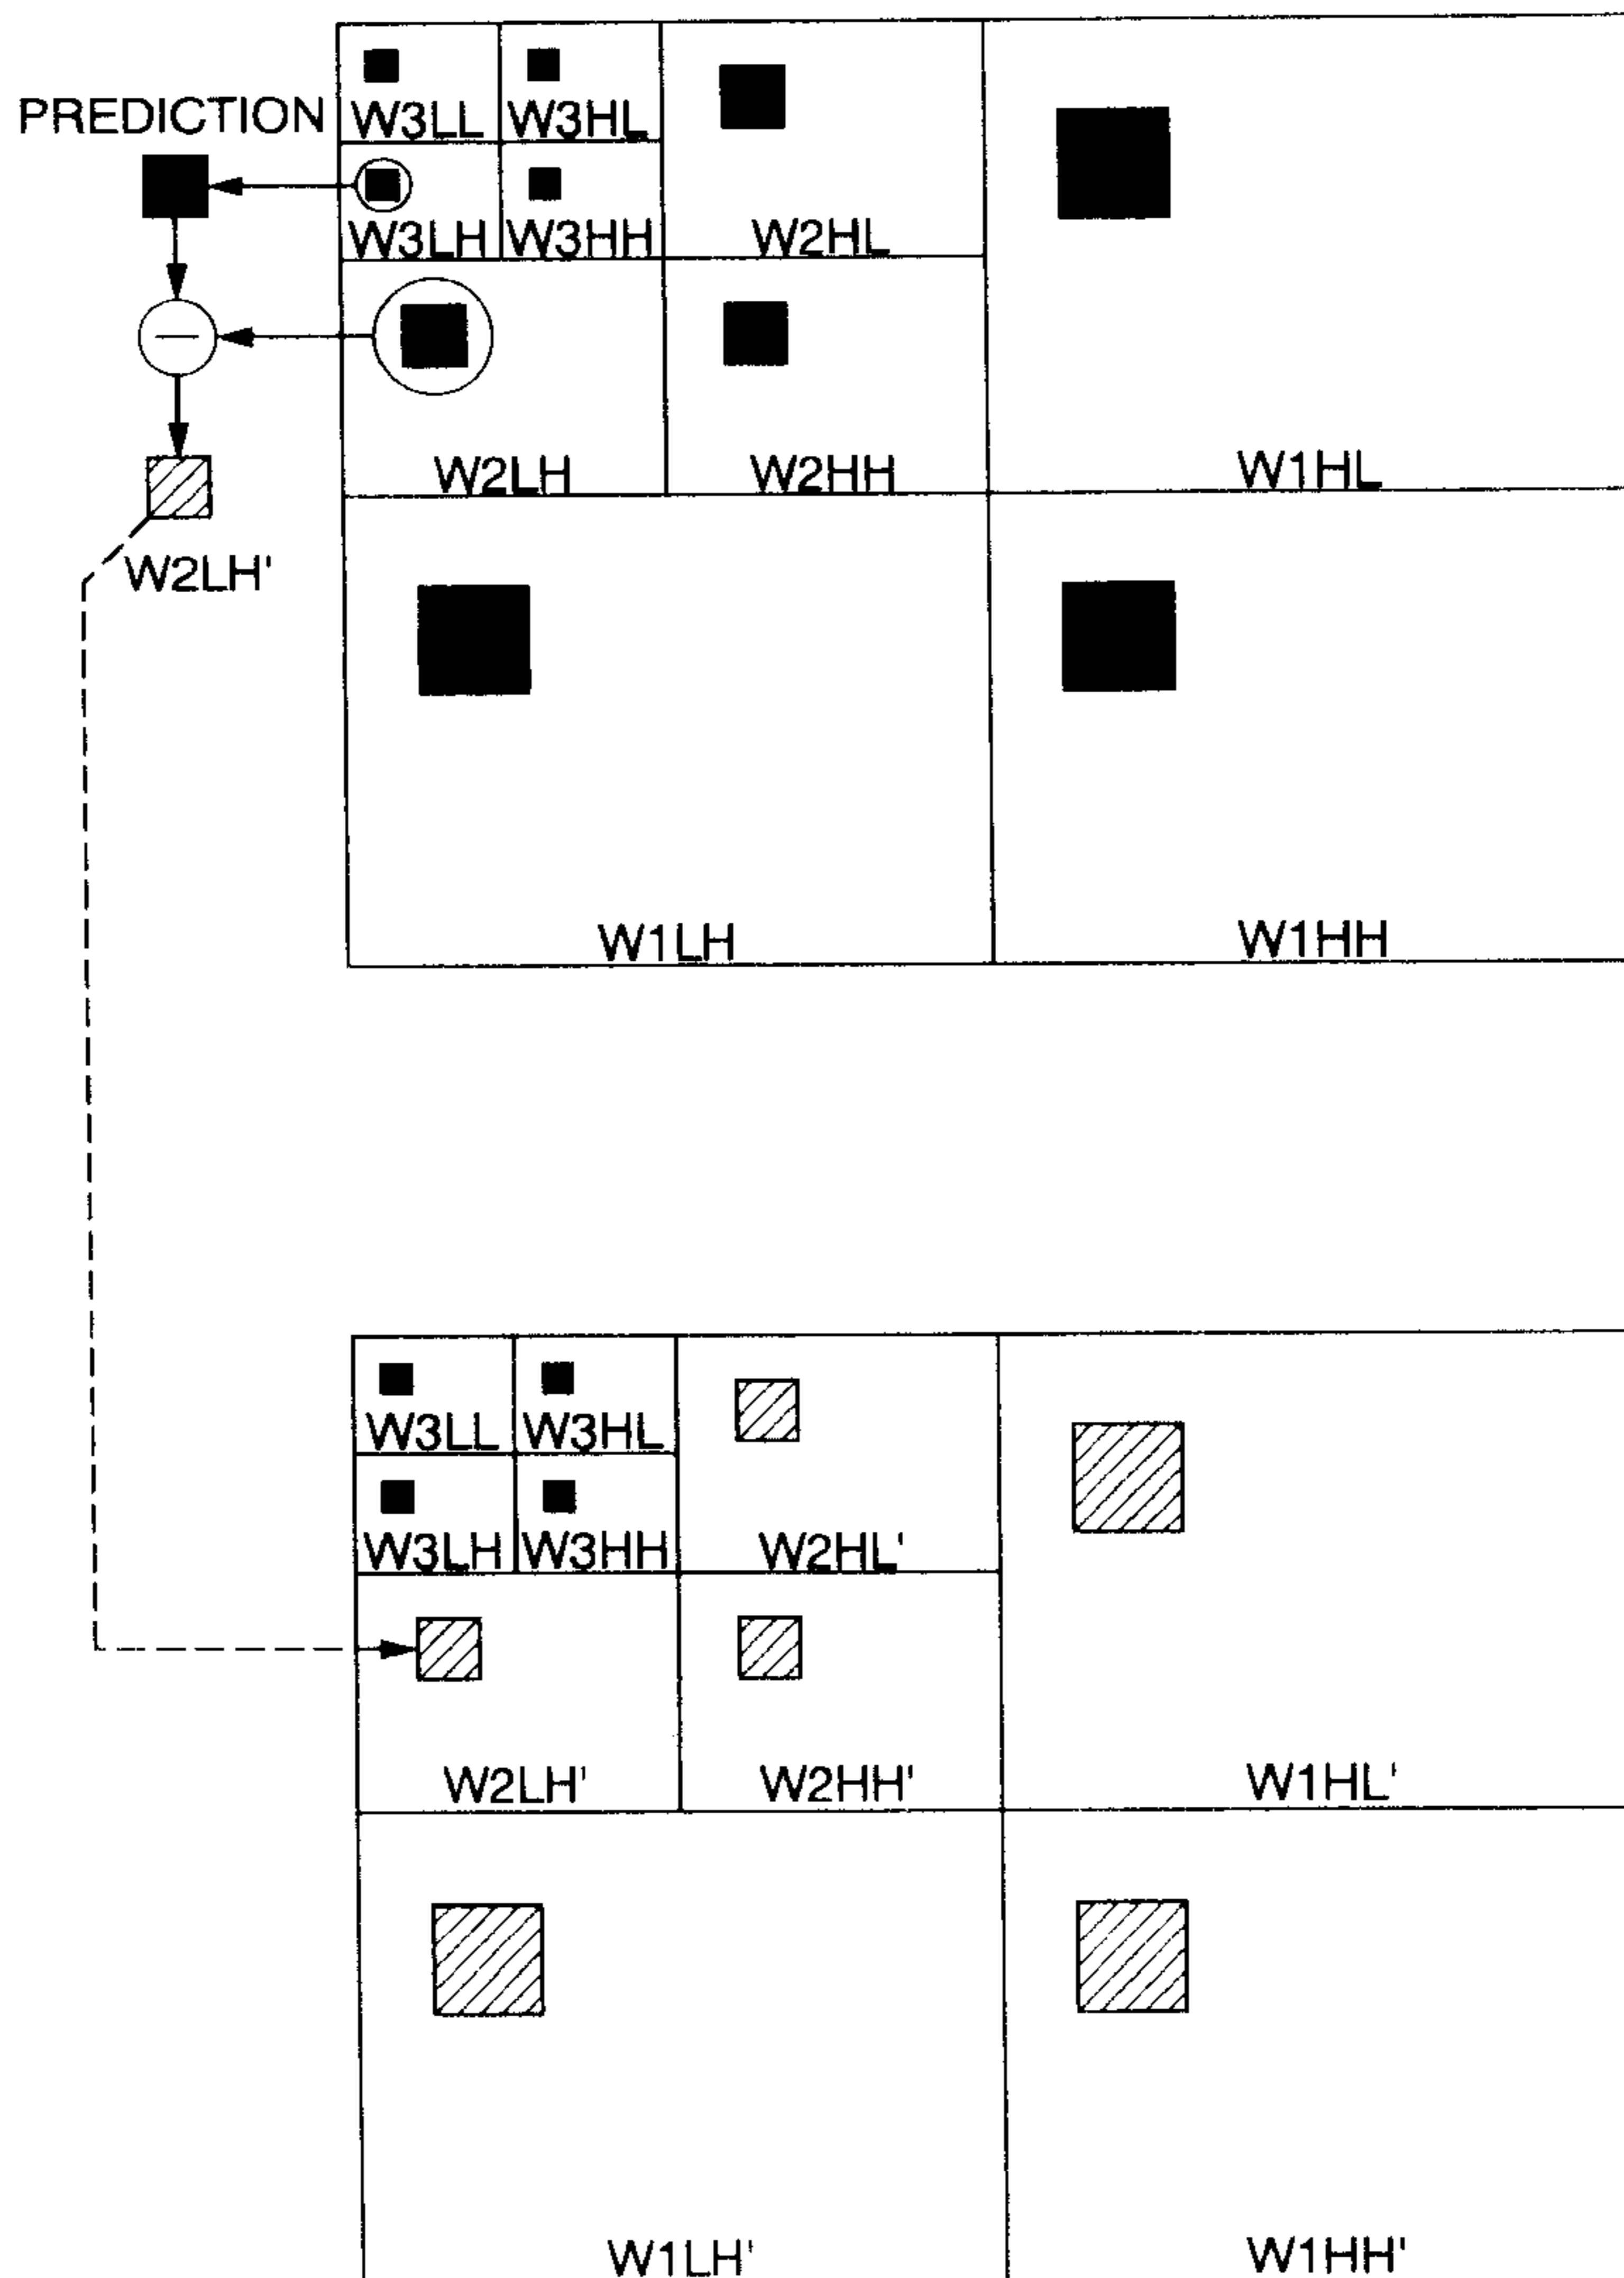 PREDICTION
W3LL W3HL
W3LH W3HH W2HL
W2LH W2HH W1HL
W2LH'
W1LH W1HH
W3LL W3HL
W3LH W3HH W2HL'
W2LH' W2HH' W1HL'
W1LH' W1HH'